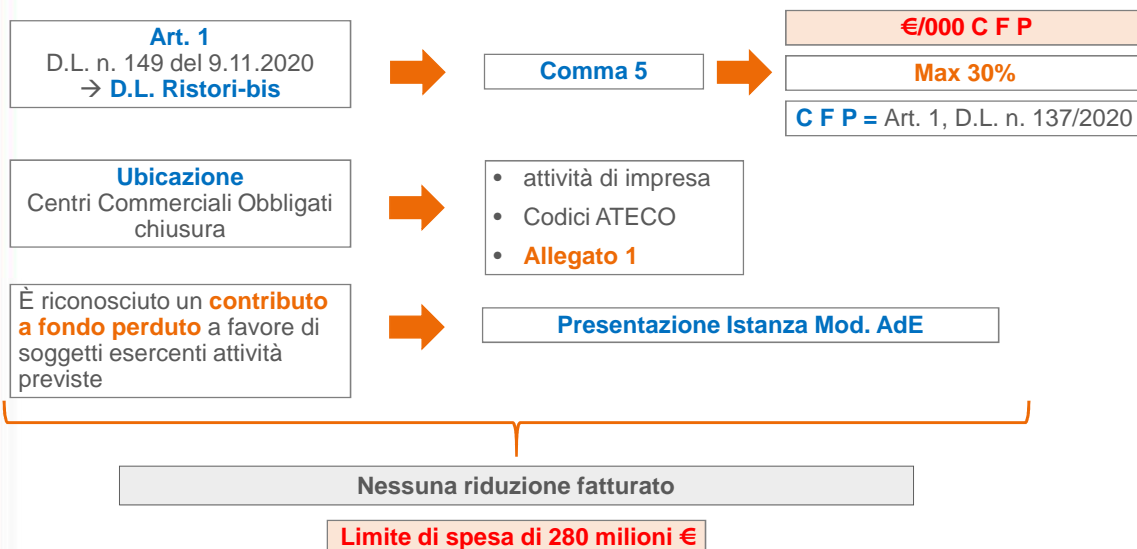 Art. 1
D.L. n. 149 del 9.11.2020
→ D.L. Ristori-bis
Comma 5
€/000 C F P
Max 30%
C F P = Art. 1, D.L. n. 137/2020
Ubicazione
Centri Commerciali Obbligati
chiusura
• attività di impresa
• Codici ATECO
• Allegato 1
È riconosciuto un contributo
a fondo perduto a favore di
soggetti esercenti attività
previste
Presentazione Istanza Mod. AdE
Nessuna riduzione fatturato
Limite di spesa di 280 milioni €